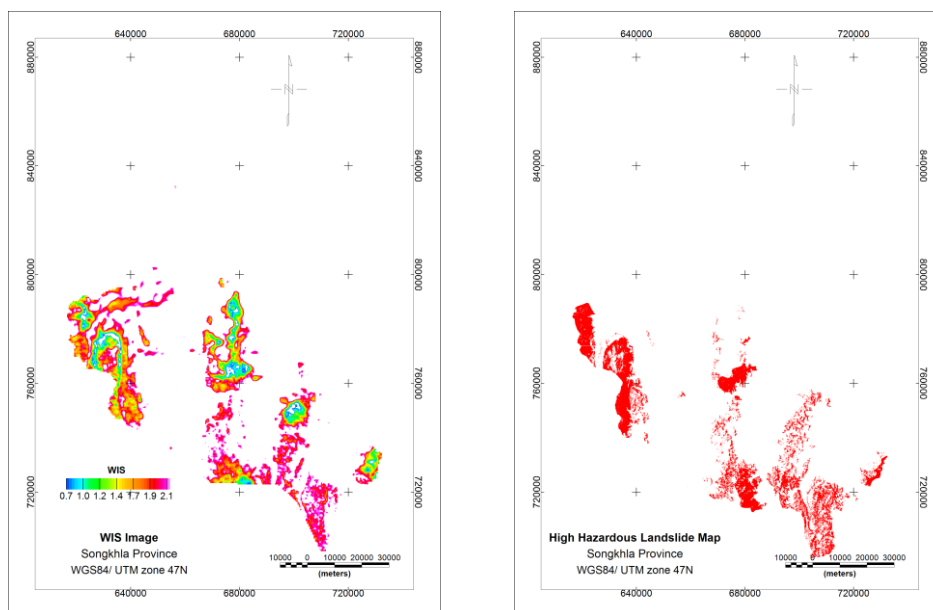 640000 680000 720000
880000 880000
840000 840000
800000 800000
760000 760000
720000 720000
N
WIS
0.7 1.0 1.2 1.4 1.7 1.9 2.1
WIS Image
Songkhla Province
WGS84/ UTM zone 47N
10000 0 10000 20000 30000
(meters)
640000 680000 720000
640000 680000 720000
880000 880000
840000 840000
800000 800000
760000 760000
720000 720000
N
High Hazardous Landslide Map
Songkhla Province
WGS84/ UTM zone 47N
10000 0 10000 20000 30000
(meters)
640000 680000 720000